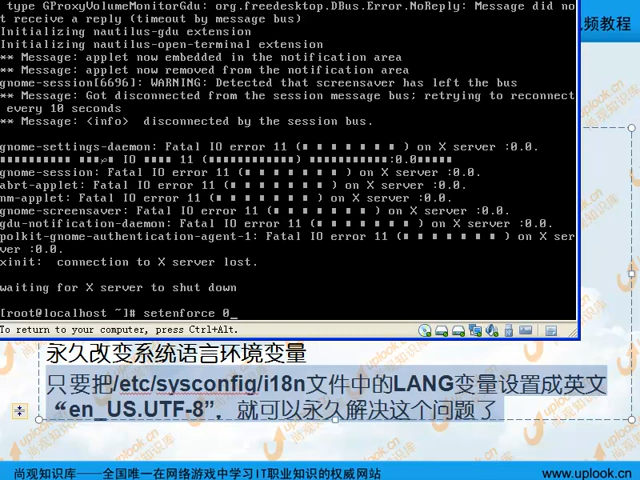 type GProxyVolumeMonitorGdu: org.freedesktop.DBus.Error.NoReply: Message did no
t receive a reply (timeout by message bus)
Initializing nautilus-gdu extension
Initializing nautilus-open-terminal extension
** Message: applet now embedded in the notification area
** Message: applet now removed from the notification area
gnome-session[6696]: WARNING: Detected that screensaver has left the bus
** Message: Got disconnected from the session message bus; retrying to reconnect
every 10 seconds
** Message: <info>  disconnected by the session bus.
gnome-settings-daemon: Fatal IO error 11 (■ ■ ■ ■ ■ ■ ■ ) on X server :0.0.
IO ■■■■ 11 (■■■■■■■■■■■■) ■■■■■■■■■■■:0.0■■■■■
gnome-session: Fatal IO error 11 (■ ■ ■ ■ ■ ■ ■ ) on X server :0.0.
abrt-applet: Fatal IO error 11 (■ ■ ■ ■ ■ ■ ■ ) on X server :0.0.
nm-applet: Fatal IO error 11 (■ ■ ■ ■ ■ ■ ■ ) on X server :0.0.
gnome-screensaver: Fatal IO error 11 (■ ■ ■ ■ ■ ■ ■ ) on X server :0.0.
gdu-notification-daemon: Fatal IO error 11 (■ ■ ■ ■ ■ ■ ■ ) on X server :0.0.
polkit-gnome-authentication-agent-1: Fatal IO error 11 (■ ■ ■ ■ ■ ■ ■ ) on X ser
ver :0.0.
xinit:  connection to X server lost.
waiting for X server to shut down
[root@localhost ~]# setenforce 0_
To return to your computer, press Ctrl+Alt.
频教程
永久改变系统语言环境变量
只要把/etc/sysconfig/i18n文件中的LANG变量设置成英文
“en_US.UTF-8”，就可以永久解决这个问题了
尚观知识库——全国唯一在网络游戏中学习IT职业知识的权威网站
www.uplook.cn